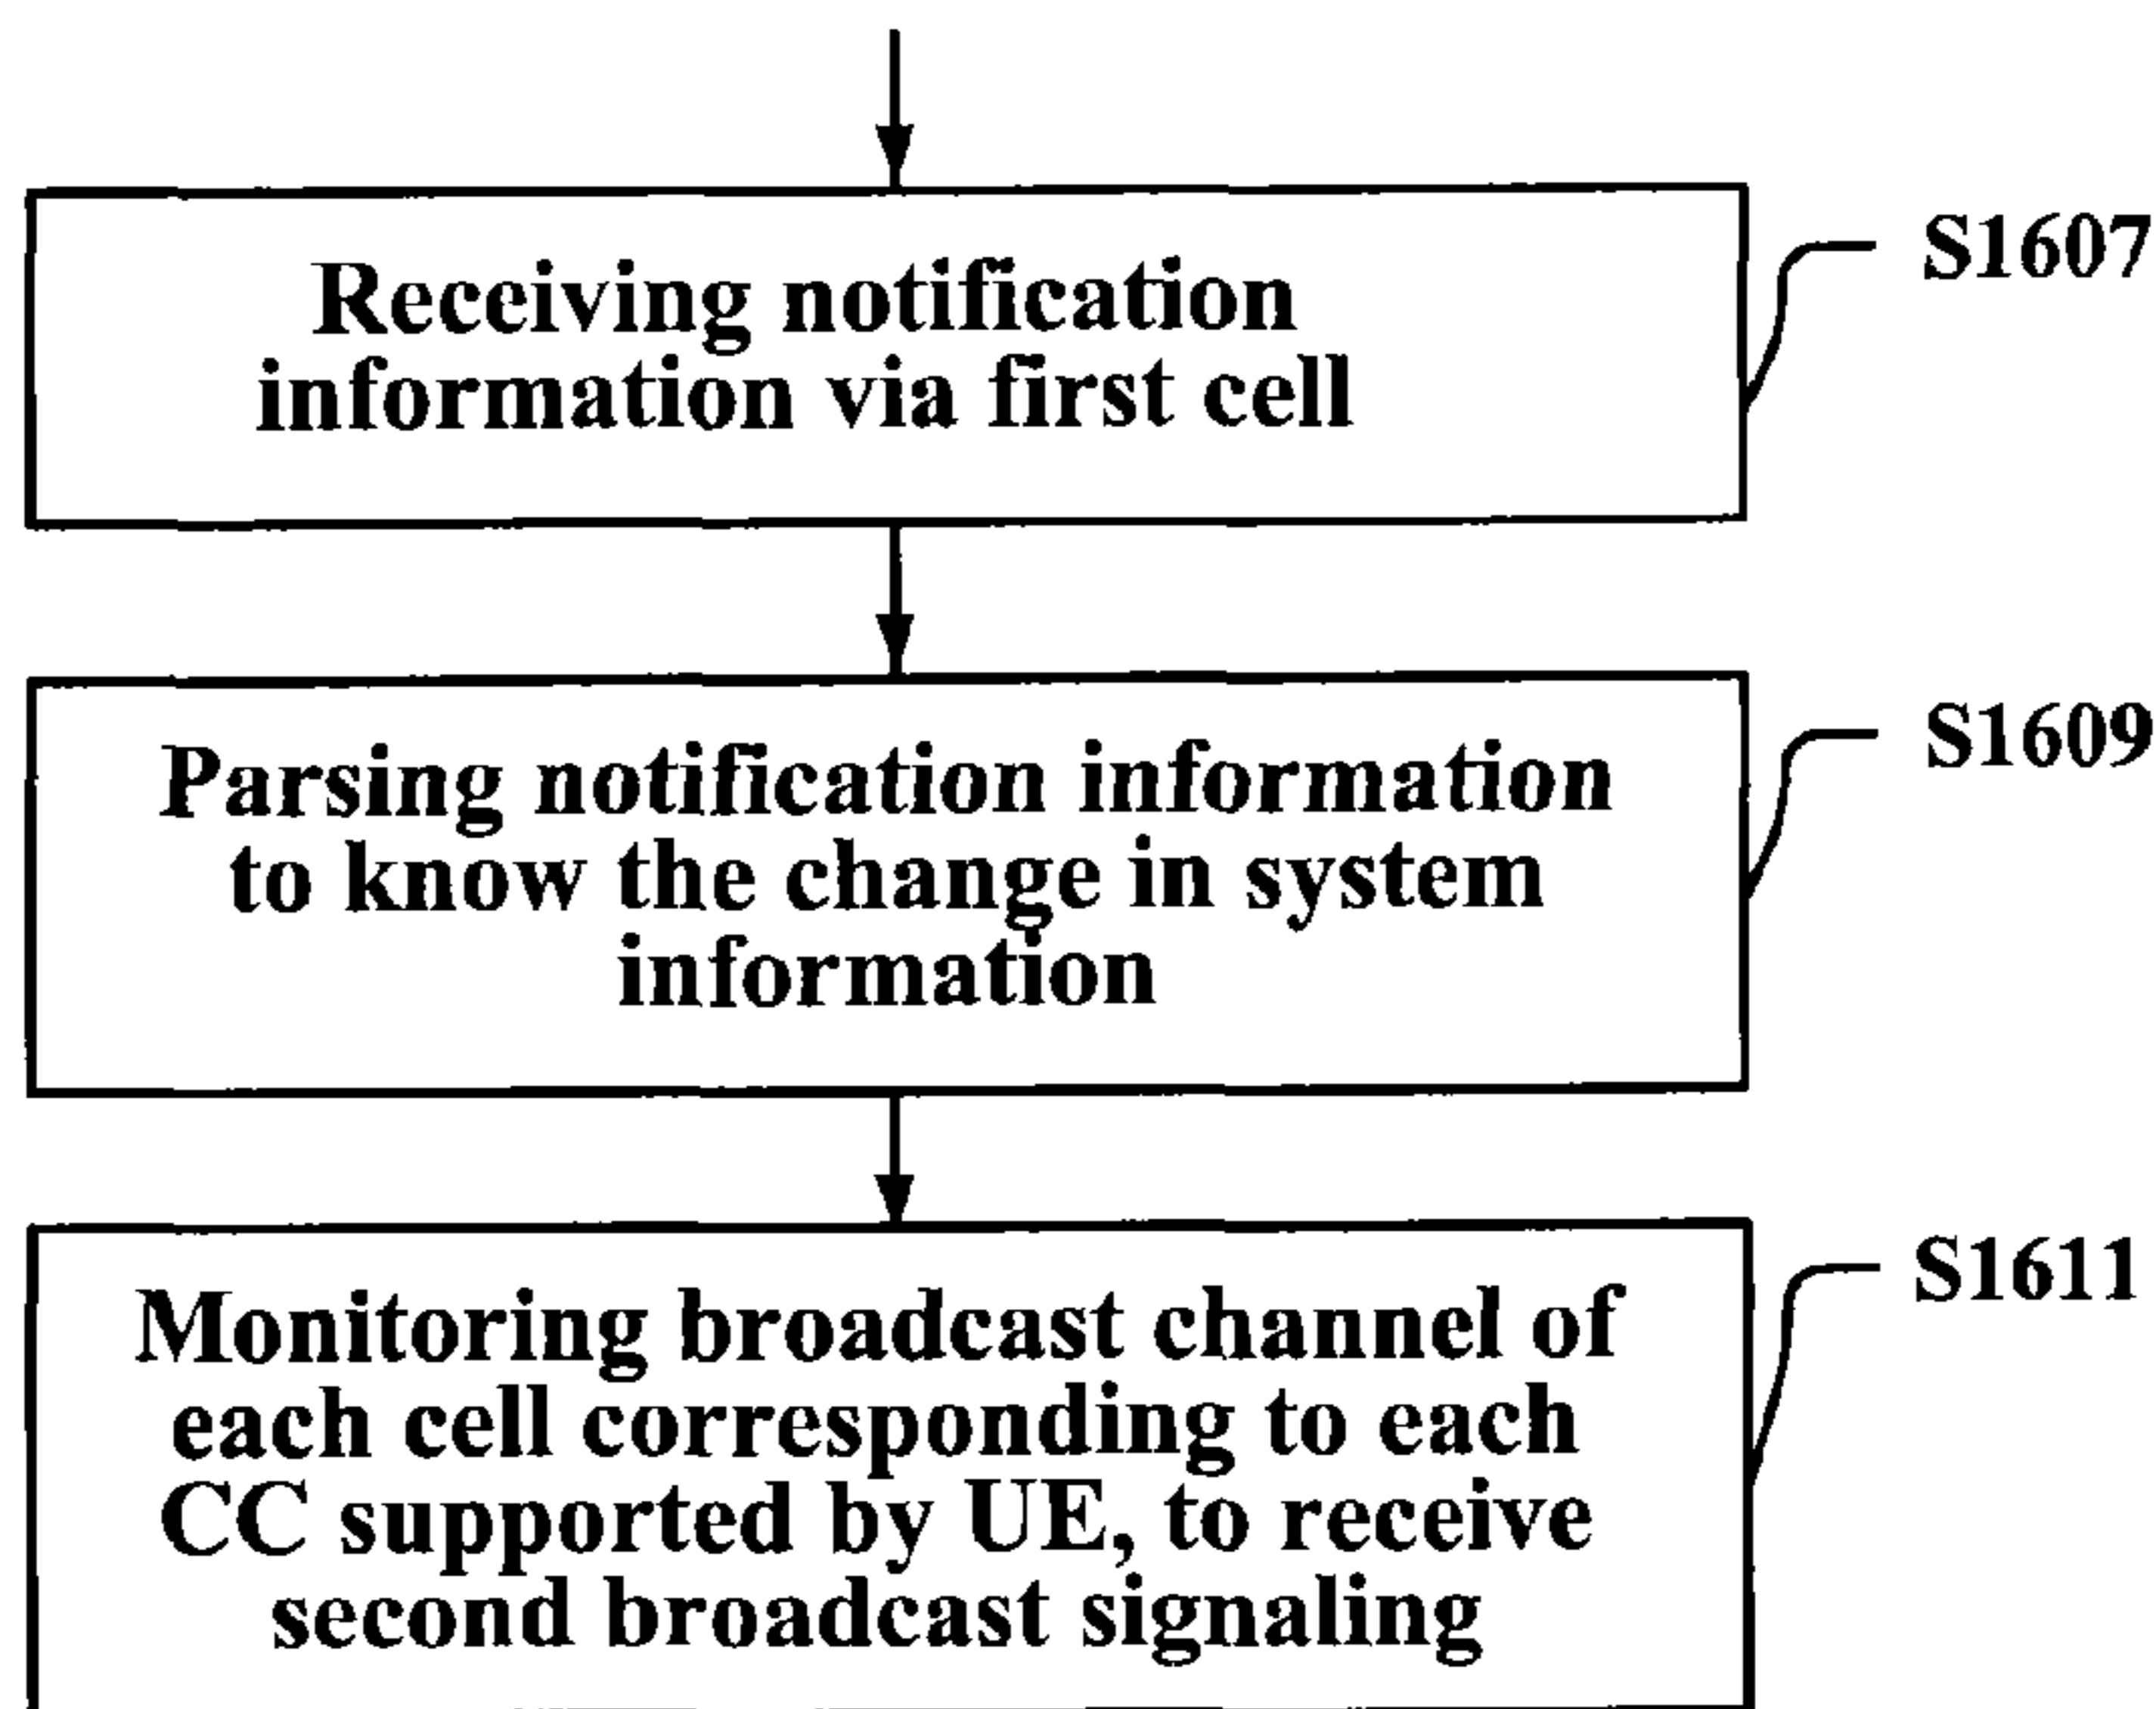 Receiving notification
information via first cell
S1607
Parsing notification information
to know the change in system
information
S1609
Monitoring broadcast channel of
each cell corresponding to each
CC supported by UE, to receive
second broadcast signaling
S1611